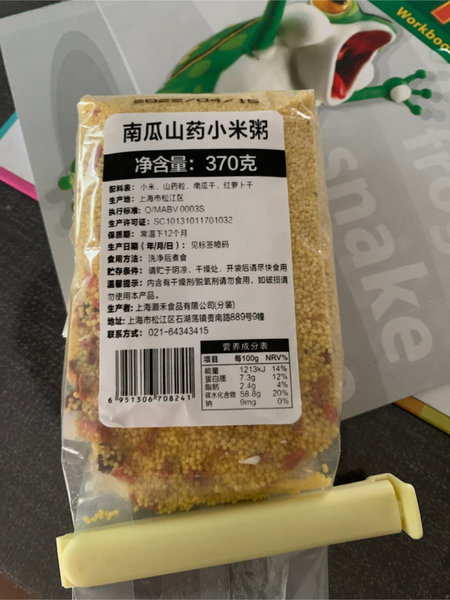 Workbook
2022/04/15
南瓜山药小米粥
净含量：370克
配料表：小米、山药粒、南瓜干、红萝卜干
生产地：上海市松江区
执行标准：Q/MABV 0003S
生产许可证：SC10131011701032
保质期：常温下12个月
生产日期（年/月/日）：见标签喷码
食用方法：洗净后煮食
贮存条件：请贮于阴凉、干燥处、开袋后请尽快食用
温馨提示：内含有干燥剂/脱氧剂请勿食用，如破损请
勿使用本产品。
生产者：上海灏禾食品有限公司(分装)
地址：上海市松江区石湖荡镇贵南路889号9幢
联系方式：021-64343415
营养成分表
项目 每100g NRV%
能量 1213kJ 14%
蛋白质 7.3g 12%
脂肪 2.4g 4%
碳水化合物 58.8g 20%
钠 9mg 0%
6 951306 708241
snake